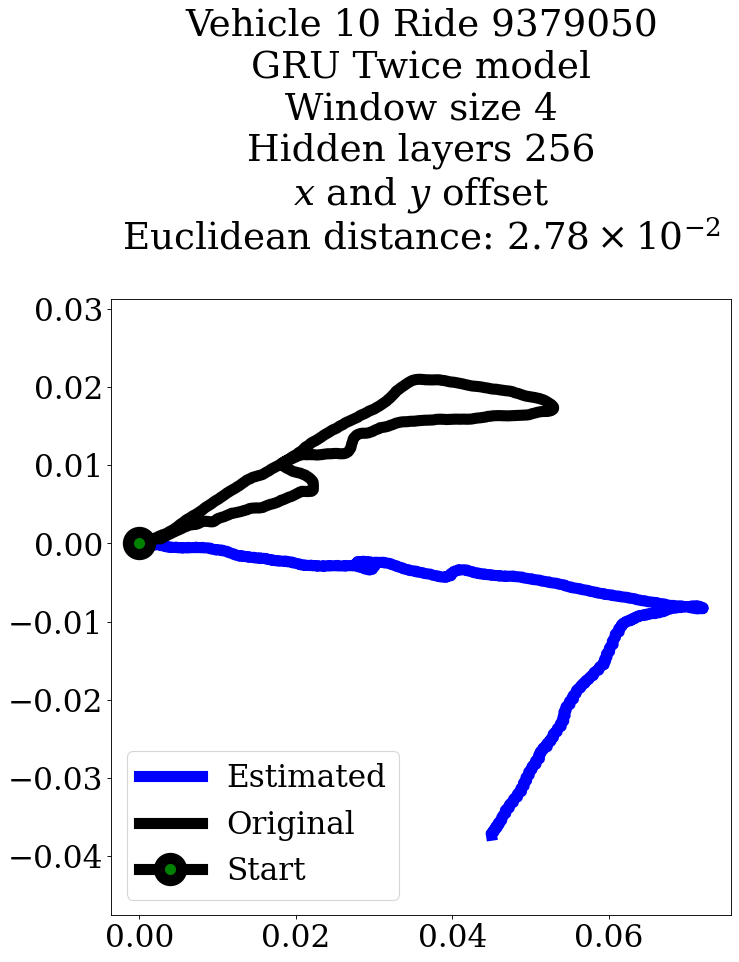 Vehicle 10 Ride 9379050
GRU Twice model
Window size 4
Hidden layers 256
x and y offset
Euclidean distance: 2.78 × 10⁻²
0.03
0.02
0.01
0.00
−0.01
−0.02
−0.03
−0.04
Estimated
Original
Start
0.00 0.02 0.04 0.06